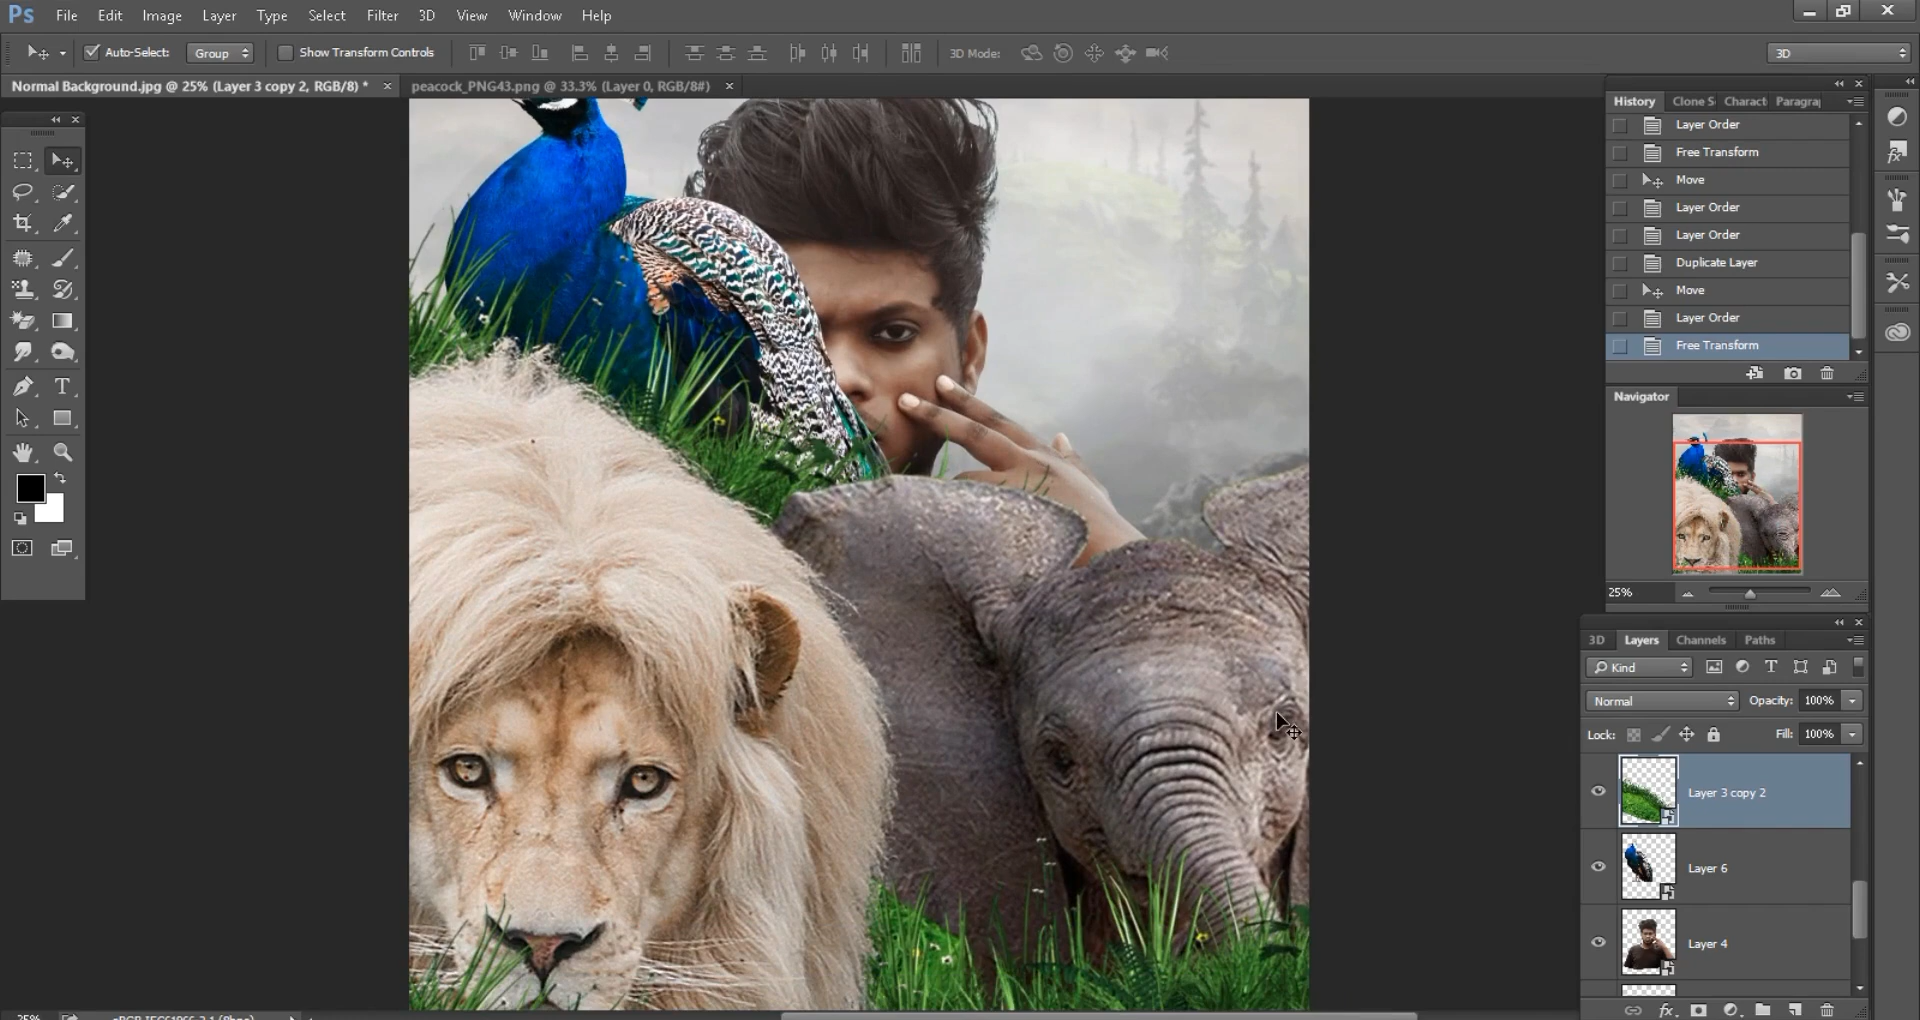 Ps File Edit Image Layer Type Select Filter 3D View Window Help
Auto-Select: Group Show Transform Controls 3D Mode: 3D
Normal Background.jpg @ 25% (Layer 3 copy 2, RGB/8) * × peacock_PNG43.png @ 33.3% (Layer 0, RGB/8#) ×
History Clone S Charact Paragraj
Layer Order
Free Transform
Move
Layer Order
Layer Order
Duplicate Layer
Move
Layer Order
Free Transform
Navigator
25%
3D Layers Channels Paths
Kind
Normal Opacity: 100%
Lock: Fill: 100%
Layer 3 copy 2
Layer 6
Layer 4
25%